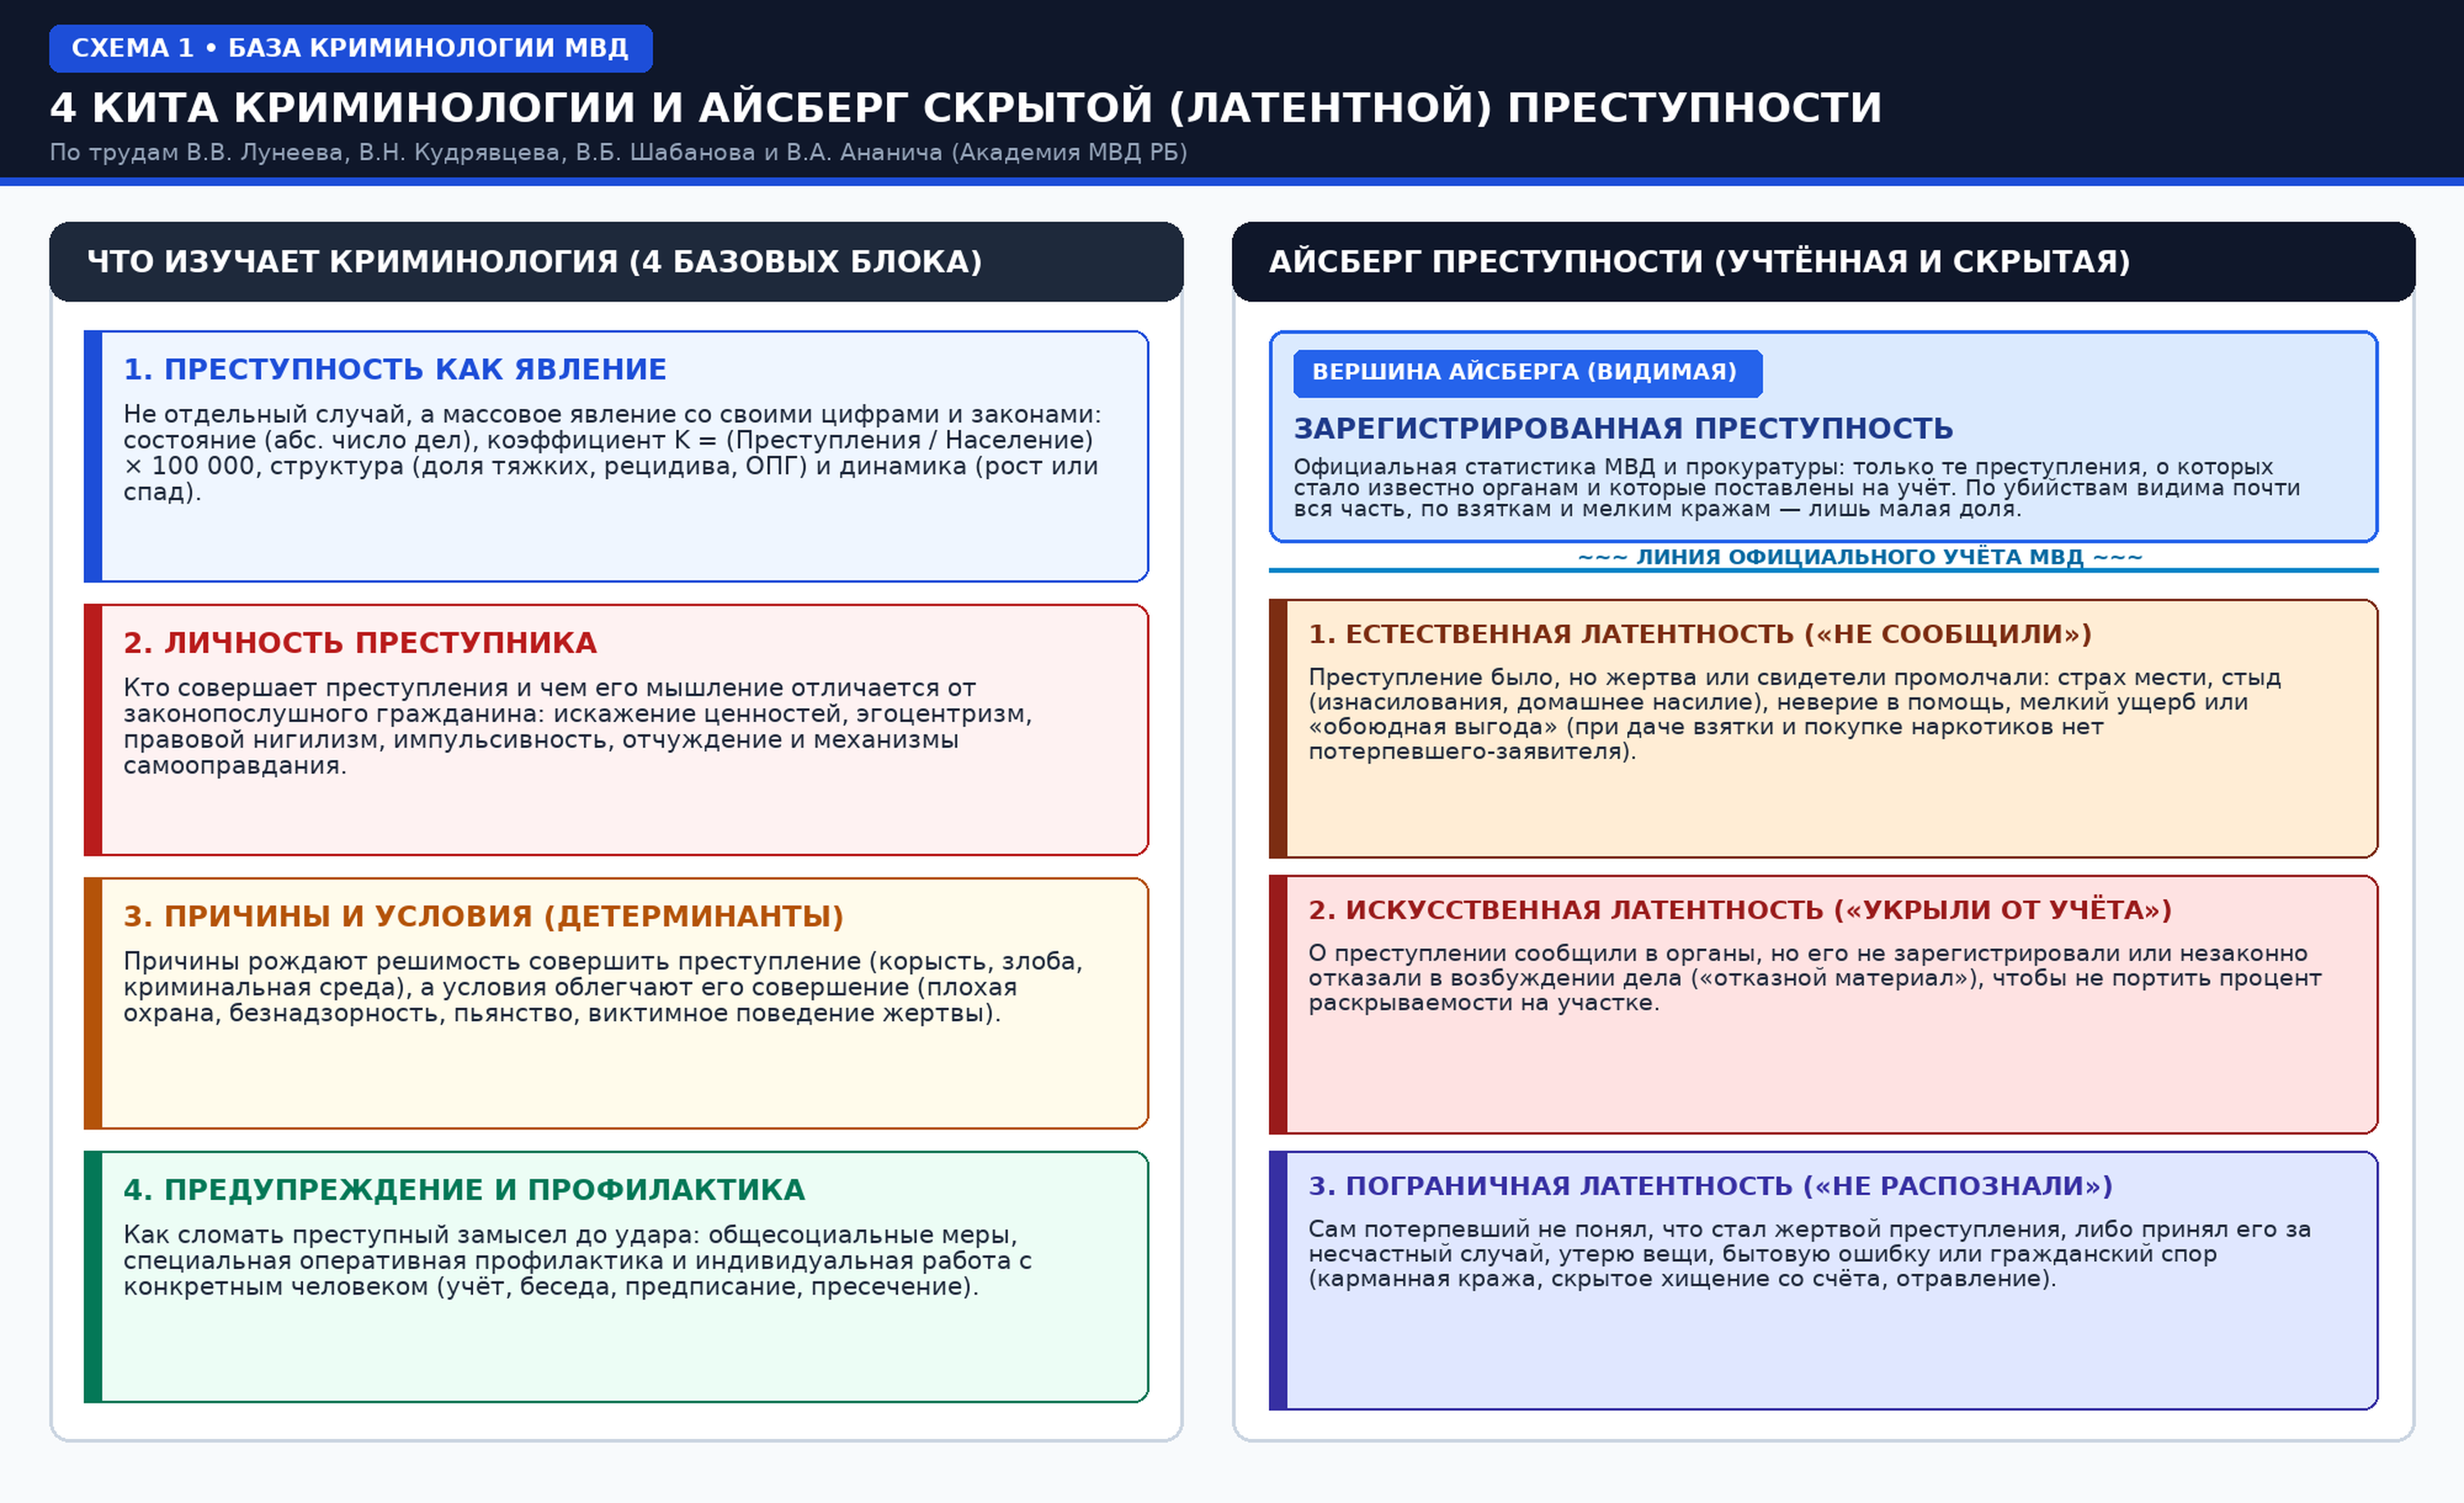 СХЕМА 1 • БАЗА КРИМИНОЛОГИИ МВД
4 КИТА КРИМИНОЛОГИИ И АЙСБЕРГ СКРЫТОЙ (ЛАТЕНТНОЙ) ПРЕСТУПНОСТИ
По трудам В.В. Лунеева, В.Н. Кудрявцева, В.Б. Шабанова и В.А. Ананича (Академия МВД РБ)
ЧТО ИЗУЧАЕТ КРИМИНОЛОГИЯ (4 БАЗОВЫХ БЛОКА)
1. ПРЕСТУПНОСТЬ КАК ЯВЛЕНИЕ
Не отдельный случай, а массовое явление со своими цифрами и законами:
состояние (абс. число дел), коэффициент K = (Преступления / Население)
× 100 000, структура (доля тяжких, рецидива, ОПГ) и динамика (рост или
спад).
2. ЛИЧНОСТЬ ПРЕСТУПНИКА
Кто совершает преступления и чем его мышление отличается от
законопослушного гражданина: искажение ценностей, эгоцентризм,
правовой нигилизм, импульсивность, отчуждение и механизмы
самооправдания.
3. ПРИЧИНЫ И УСЛОВИЯ (ДЕТЕРМИНАНТЫ)
Причины рождают решимость совершить преступление (корысть, злоба,
криминальная среда), а условия облегчают его совершение (плохая
охрана, безнадзорность, пьянство, виктимное поведение жертвы).
4. ПРЕДУПРЕЖДЕНИЕ И ПРОФИЛАКТИКА
Как сломать преступный замысел до удара: общесоциальные меры,
специальная оперативная профилактика и индивидуальная работа с
конкретным человеком (учёт, беседа, предписание, пресечение).
АЙСБЕРГ ПРЕСТУПНОСТИ (УЧТЁННАЯ И СКРЫТАЯ)
ВЕРШИНА АЙСБЕРГА (ВИДИМАЯ)
ЗАРЕГИСТРИРОВАННАЯ ПРЕСТУПНОСТЬ
Официальная статистика МВД и прокуратуры: только те преступления, о которых
стало известно органам и которые поставлены на учёт. По убийствам видима почти
вся часть, по взяткам и мелким кражам — лишь малая доля.
~~~ ЛИНИЯ ОФИЦИАЛЬНОГО УЧЁТА МВД ~~~
1. ЕСТЕСТВЕННАЯ ЛАТЕНТНОСТЬ («НЕ СООБЩИЛИ»)
Преступление было, но жертва или свидетели промолчали: страх мести, стыд
(изнасилования, домашнее насилие), неверие в помощь, мелкий ущерб или
«обоюдная выгода» (при даче взятки и покупке наркотиков нет
потерпевшего-заявителя).
2. ИСКУССТВЕННАЯ ЛАТЕНТНОСТЬ («УКРЫЛИ ОТ УЧЁТА»)
О преступлении сообщили в органы, но его не зарегистрировали или незаконно
отказали в возбуждении дела («отказной материал»), чтобы не портить процент
раскрываемости на участке.
3. ПОГРАНИЧНАЯ ЛАТЕНТНОСТЬ («НЕ РАСПОЗНАЛИ»)
Сам потерпевший не понял, что стал жертвой преступления, либо принял его за
несчастный случай, утерю вещи, бытовую ошибку или гражданский спор
(карманная кража, скрытое хищение со счёта, отравление).